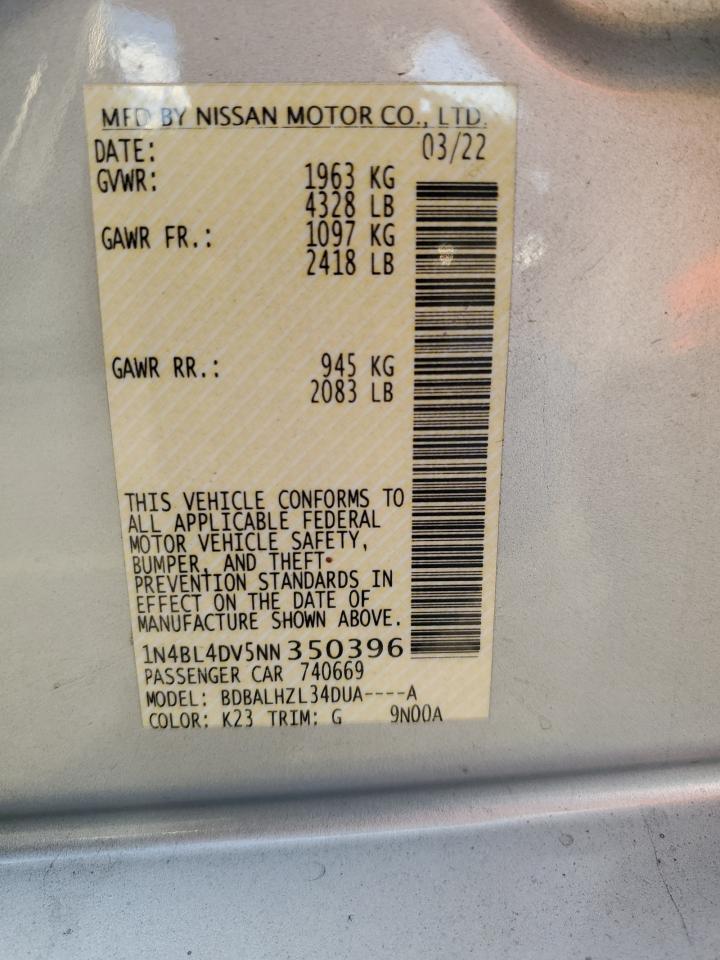 MFD BY NISSAN MOTOR CO., LTD.
DATE: 03/22
GVWR: 1963 KG
4328 LB
GAWR FR.: 1097 KG
2418 LB
GAWR RR.: 945 KG
2083 LB
THIS VEHICLE CONFORMS TO
ALL APPLICABLE FEDERAL
MOTOR VEHICLE SAFETY,
BUMPER, AND THEFT
PREVENTION STANDARDS IN
EFFECT ON THE DATE OF
MANUFACTURE SHOWN ABOVE.
1N4BL4DV5NN350396
PASSENGER CAR 740669
MODEL: BDBALHZL34DUA----A
COLOR: K23 TRIM: G 9N00A